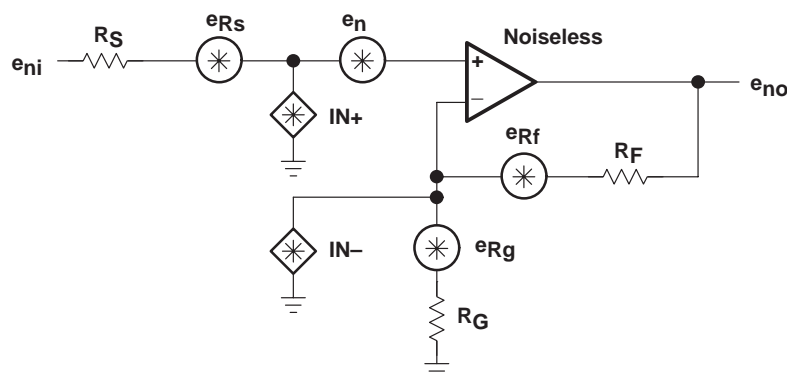 eRs
en
Noiseless
RS
eni
+
eno
IN+
–
eRf
RF
IN–
eRg
RG